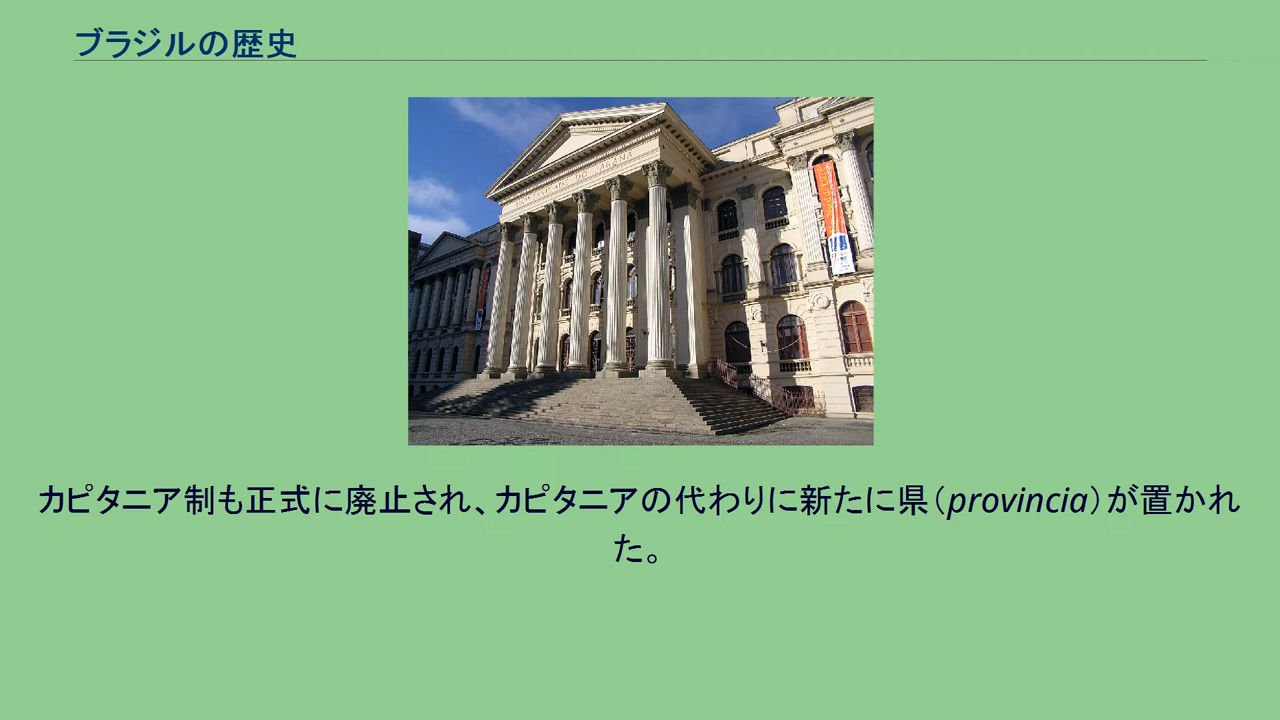 ブラジルの歴史
カピタニア制も正式に廃止され、カピタニアの代わりに新たに県（provincia）が置かれ
た。